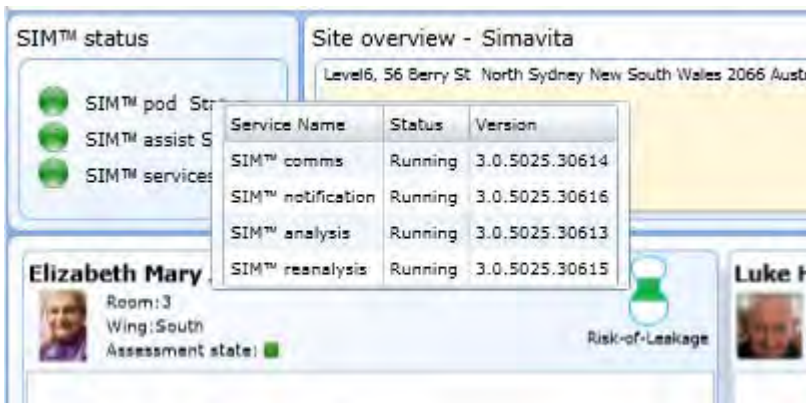 SIM™ status
Site overview - Simavita
Level6, 56 Berry St North Sydney New South Wales 2066 Austr
SIM™ pod
SIM™ assist S
SIM™ services
Service Name Status Version
SIM™ comms Running 3.0.5025.30614
SIM™ notification Running 3.0.5025.30616
SIM™ analysis Running 3.0.5025.30613
SIM™ reanalysis Running 3.0.5025.30615
Elizabeth Mary
Room:3
Wing:South
Assessment state:
Risk-of-Leakage
Luke